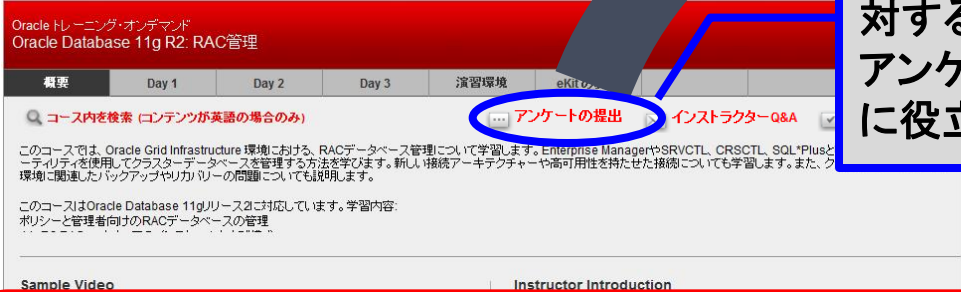 Oracle トレーニング・オンデマンド
Oracle Database 11g R2: RAC管理
対する
アンケ
に役立
概要 Day 1 Day 2 Day 3 演習環境 eKit
コース内を検索 (コンテンツが英語の場合のみ) アンケートの提出 インストラクターQ&A
このコースでは、Oracle Grid Infrastructure 環境における、RACデータベース管理について学習します。Enterprise ManagerやSRVCTL、CRSCTL、SQL*Plusと
ーティリティを使用してクラスターデータベースを管理する方法を学びます。新しい接続アーキテクチャーや高可用性を持たせた接続についても学習します。また、ク
環境に関連したバックアップやリカバリーの問題についても説明します。
このコースはOracle Database 11gリリース2に対応しています。学習内容:
ポリシーと管理者向けのRACデータベースの管理
Sample Video Instructor Introduction